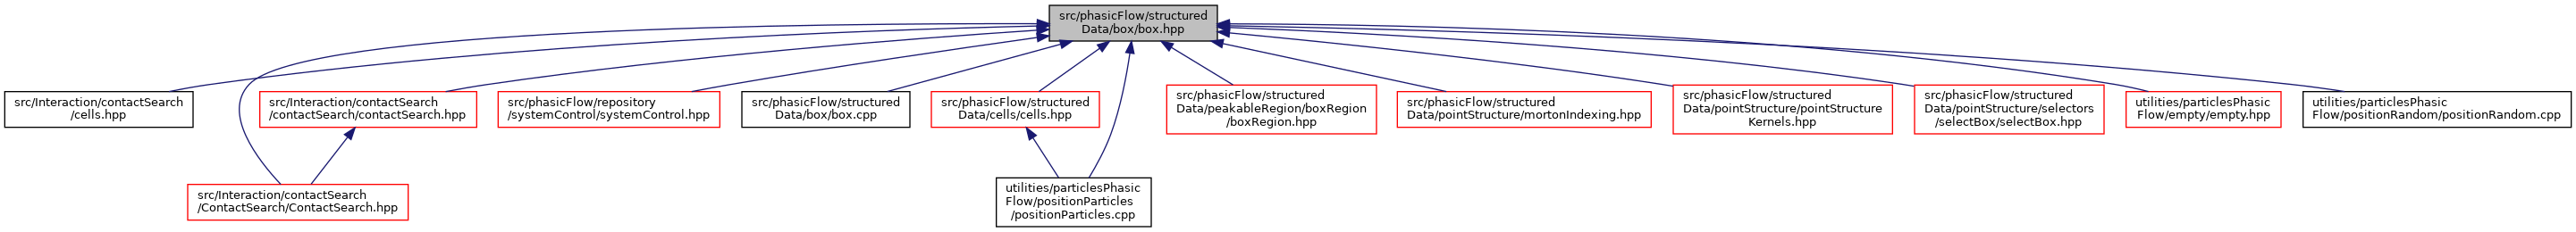 src/phasicFlow/structured
Data/box/box.hpp
src/Interaction/contactSearch
/cells.hpp
src/Interaction/contactSearch
/contactSearch/contactSearch.hpp
src/phasicFlow/repository
/systemControl/systemControl.hpp
src/phasicFlow/structured
Data/box/box.cpp
src/phasicFlow/structured
Data/cells/cells.hpp
src/phasicFlow/structured
Data/peakableRegion/boxRegion
/boxRegion.hpp
src/phasicFlow/structured
Data/pointStructure/mortonIndexing.hpp
src/phasicFlow/structured
Data/pointStructure/pointStructure
Kernels.hpp
src/phasicFlow/structured
Data/pointStructure/selectors
/selectBox/selectBox.hpp
utilities/particlesPhasic
Flow/empty/empty.hpp
utilities/particlesPhasic
Flow/positionRandom/positionRandom.cpp
src/Interaction/contactSearch
/ContactSearch/ContactSearch.hpp
utilities/particlesPhasic
Flow/positionParticles
/positionParticles.cpp